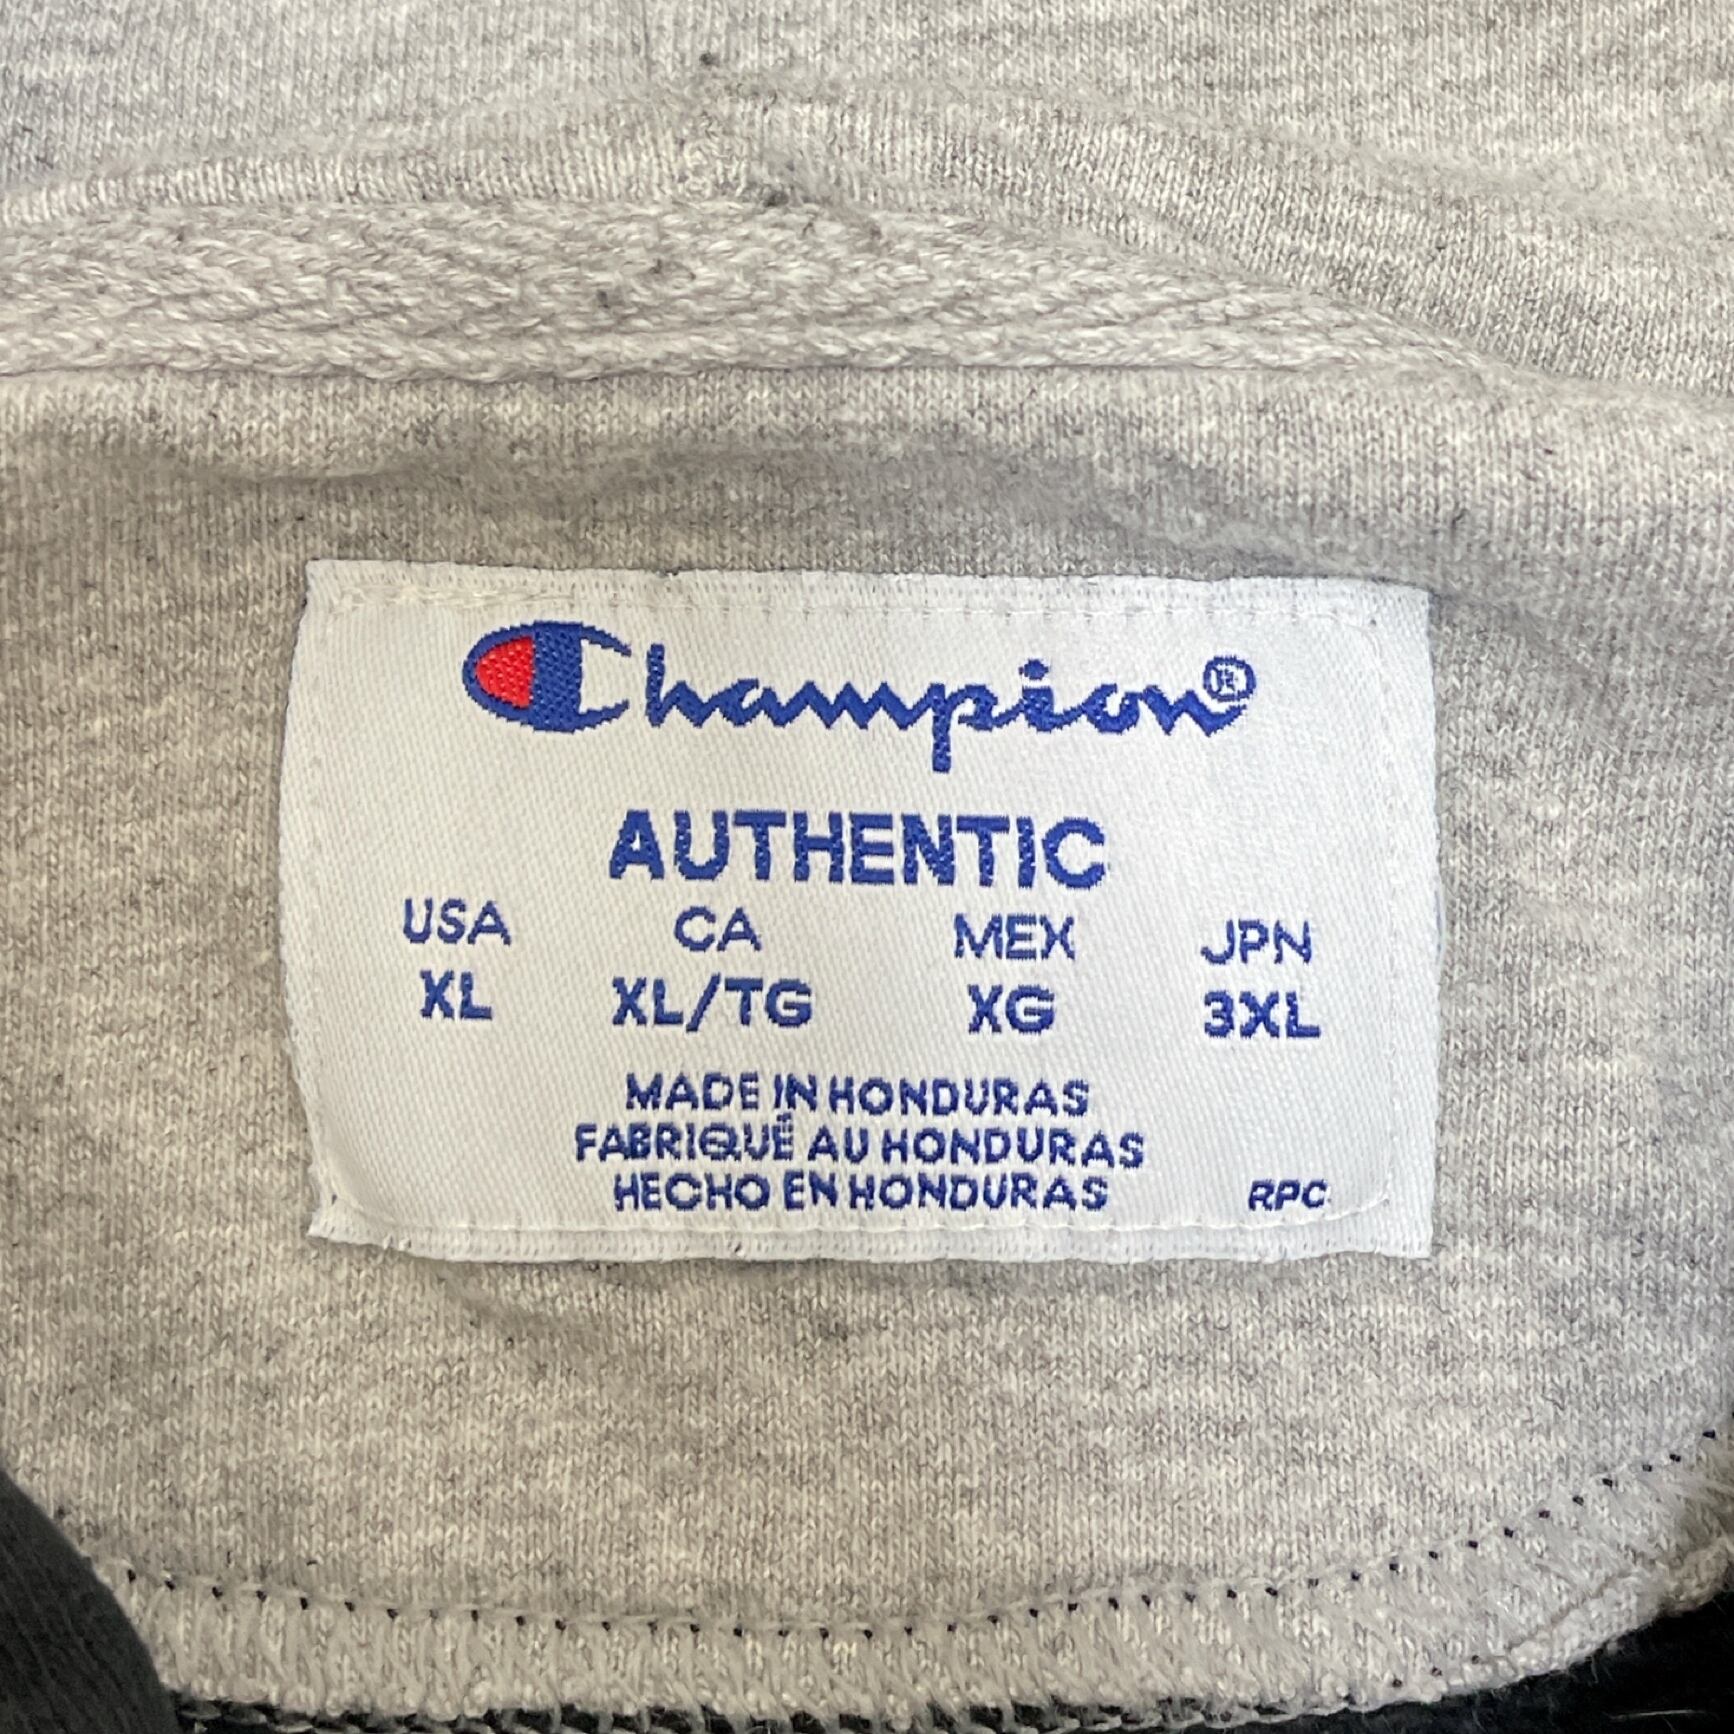 Champion®
AUTHENTIC
USA CA MEX JPN
XL XL/TG XG 3XL
MADE IN HONDURAS
FABRIQUÉ AU HONDURAS
HECHO EN HONDURAS RPC